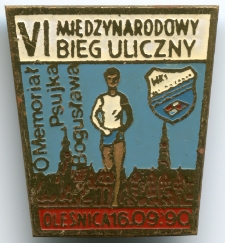 VI MIĘDZYNARODOWY
BIEG ULICZNY
O Memoriał
Psujka
Bogusława
OLEŚNICA 16.09.90